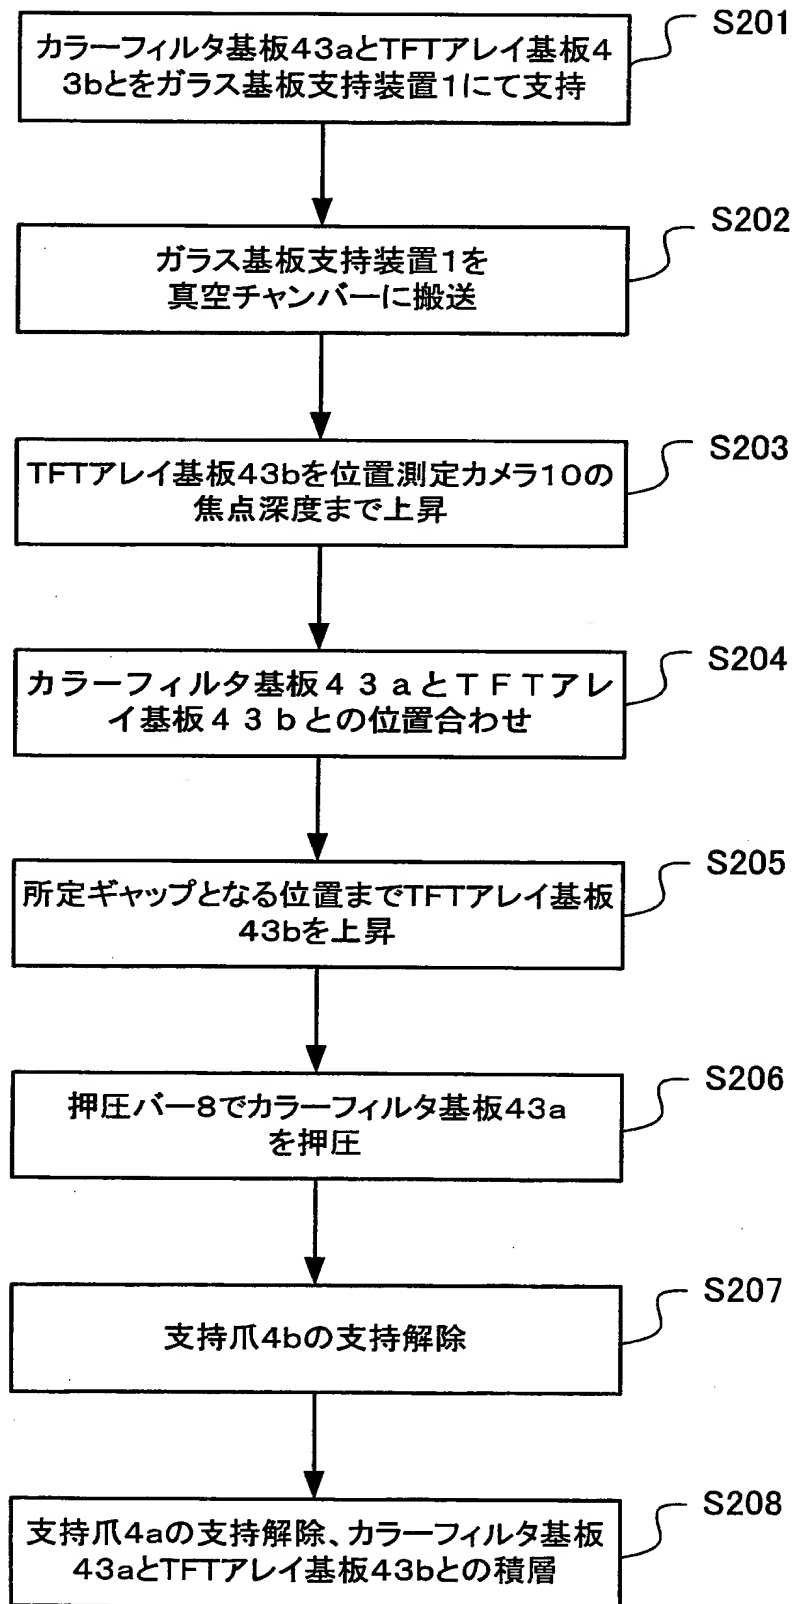 S201
カラーフィルタ基板43aとTFTアレイ基板4
3bとをガラス基板支持装置1にて支持
S202
ガラス基板支持装置1を
真空チャンバーに搬送
S203
TFTアレイ基板43bを位置測定カメラ10の
焦点深度まで上昇
S204
カラーフィルタ基板43aとTFTアレ
イ基板43bとの位置合わせ
S205
所定ギャップとなる位置までTFTアレイ基板
43bを上昇
S206
押圧バー8でカラーフィルタ基板43a
を押圧
S207
支持爪4bの支持解除
S208
支持爪4aの支持解除、カラーフィルタ基板
43aとTFTアレイ基板43bとの積層